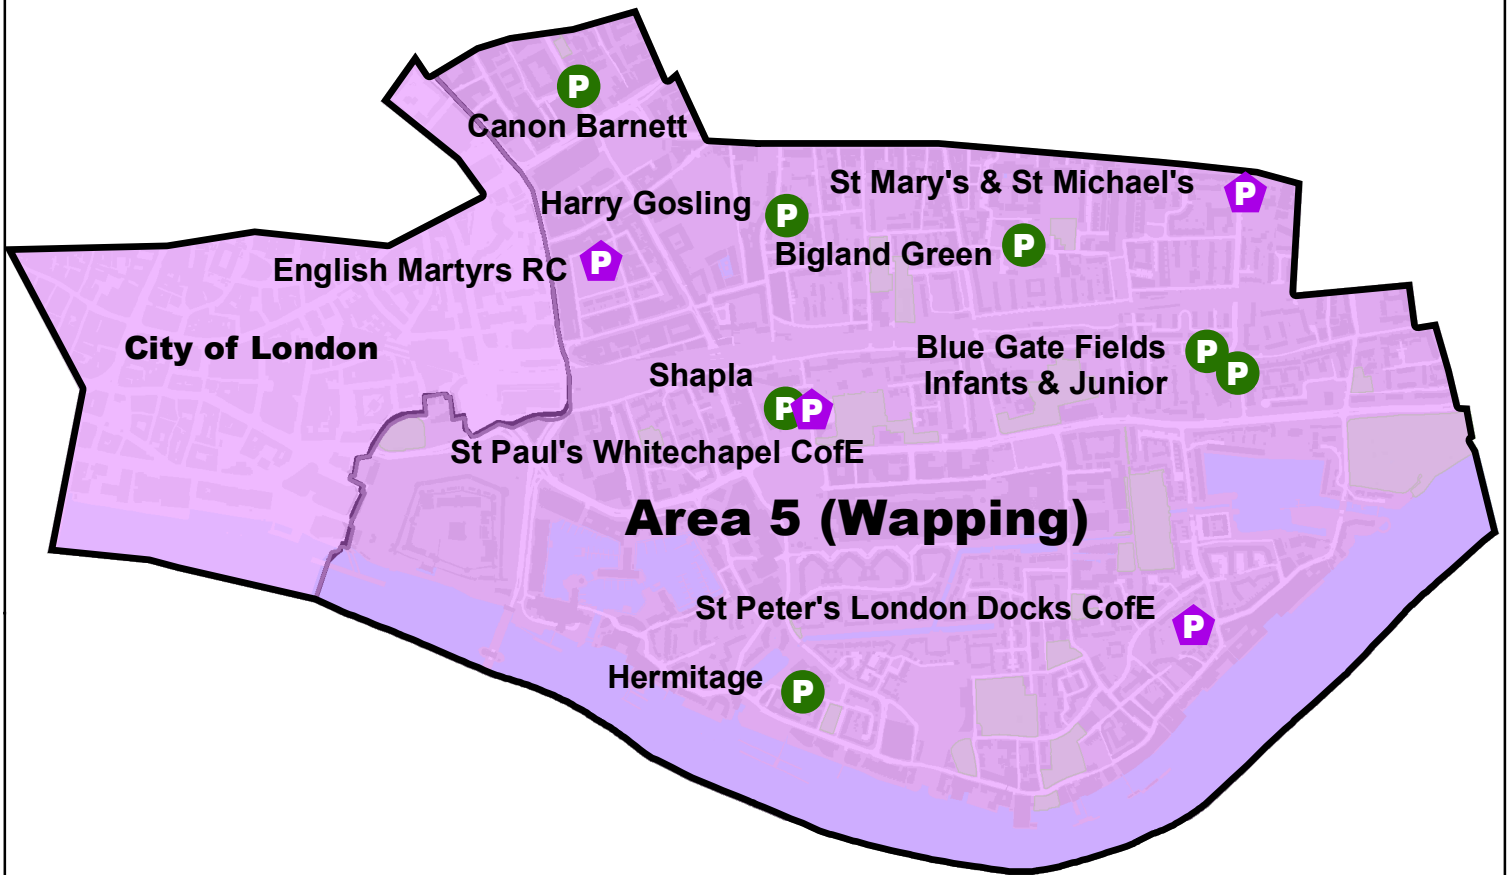 P
Canon Barnett
St Mary's & St Michael's
P
Harry Gosling
P
Bigland Green
P
English Martyrs RC
P
City of London
Blue Gate Fields
Infants & Junior
P
P
Shapla
P
P
St Paul's Whitechapel CofE
Area 5 (Wapping)
St Peter's London Docks CofE
P
Hermitage
P